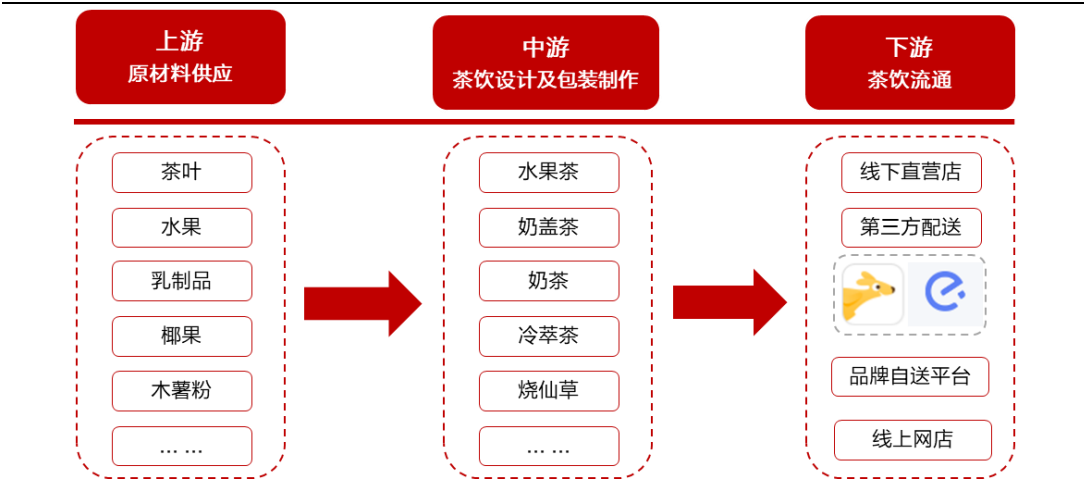 上游
原材料供应
中游
茶饮设计及包装制作
下游
茶饮流通
茶叶
水果
乳制品
椰果
木薯粉
... ...
水果茶
奶盖茶
奶茶
冷萃茶
烧仙草
... ...
线下直营店
第三方配送
品牌自送平台
线上网店